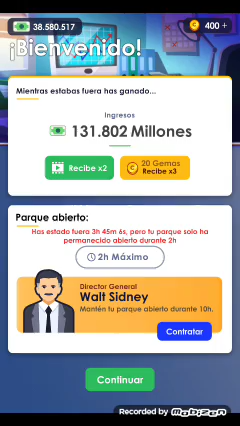 38.580.517
400 +
¡Bienvenido!
Mientras estabas fuera has ganado...
Ingresos
131.802 Millones
Recibe x2
20 Gemas
Recibe x3
Parque abierto:
Has estado fuera 3h 45m 6s, pero tu parque solo ha
permanecido abierto durante 2h
2h Máximo
Director General
Walt Sidney
Mantén tu parque abierto durante 10h.
Contratar
Continuar
Recorded by Mobizen